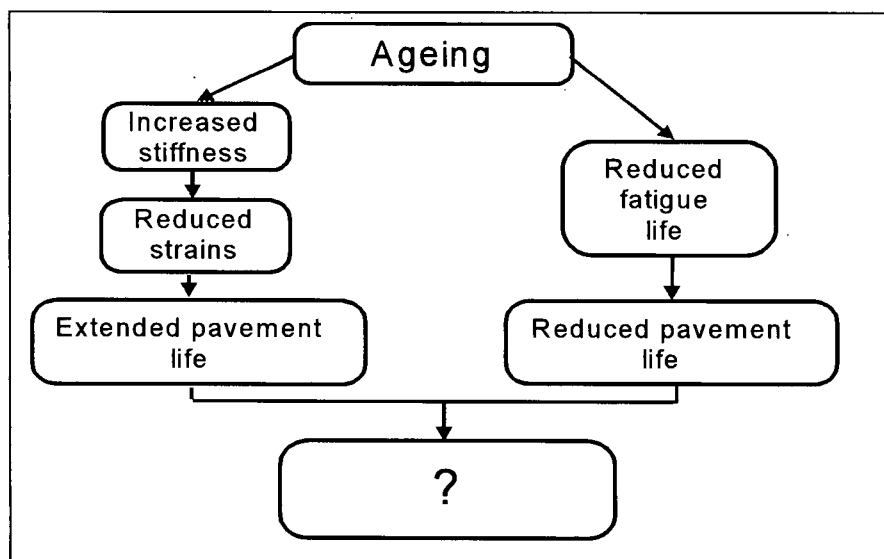 Ageing
Increased
stiffness
Reduced
strains
Extended pavement
life
Reduced
fatigue
life
Reduced pavement
life
?